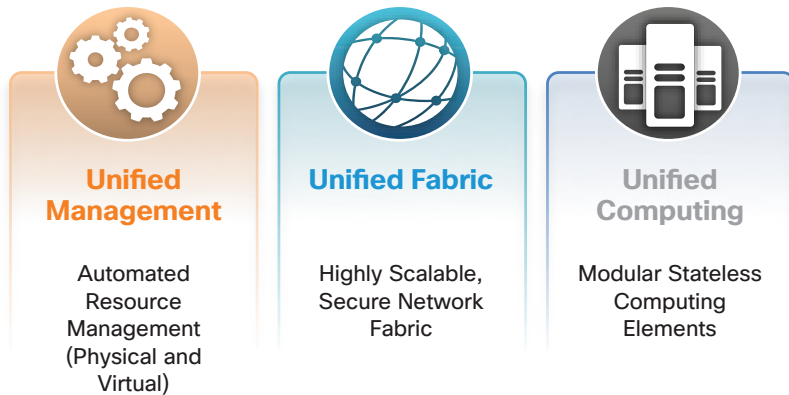 Unified
Management
Automated
Resource
Management
(Physical and
Virtual)
Unified Fabric
Highly Scalable,
Secure Network
Fabric
Unified
Computing
Modular Stateless
Computing
Elements